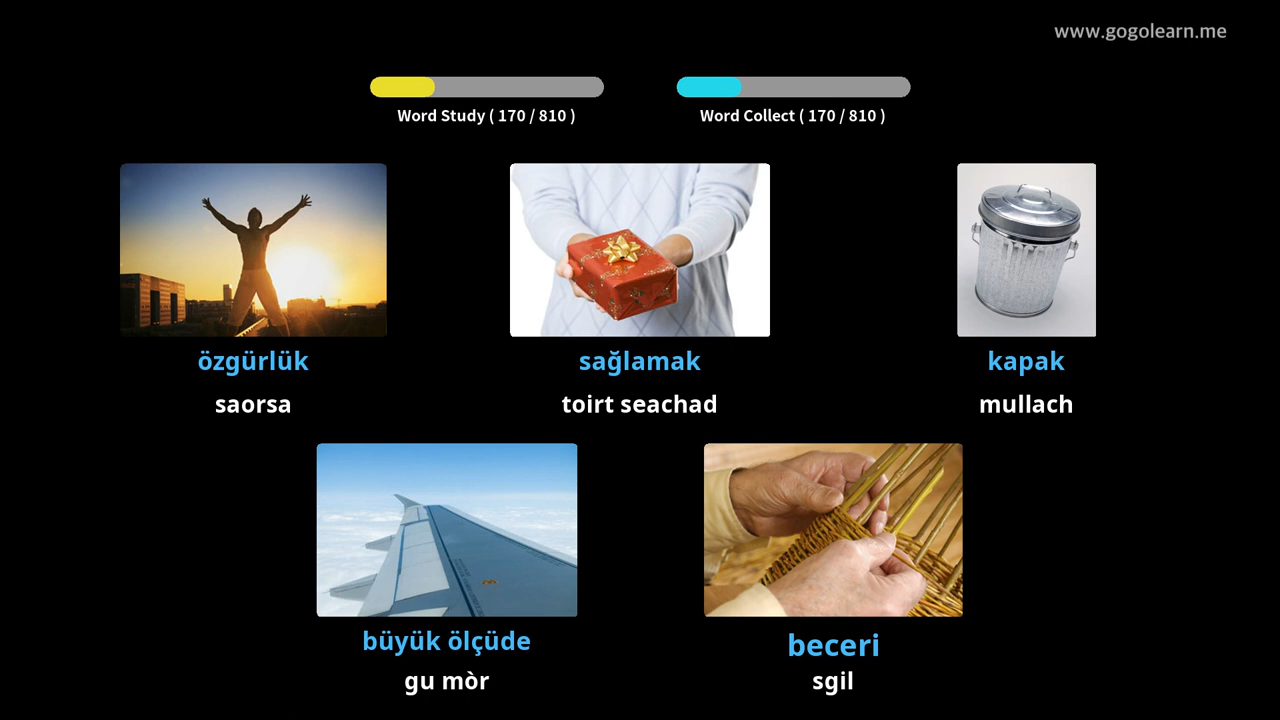 www.gogolearn.me
Word Study ( 170 / 810 )
Word Collect ( 170 / 810 )
özgürlük
saorsa
sağlamak
toirt seachad
kapak
mullach
büyük ölçüde
gu mòr
beceri
sgil